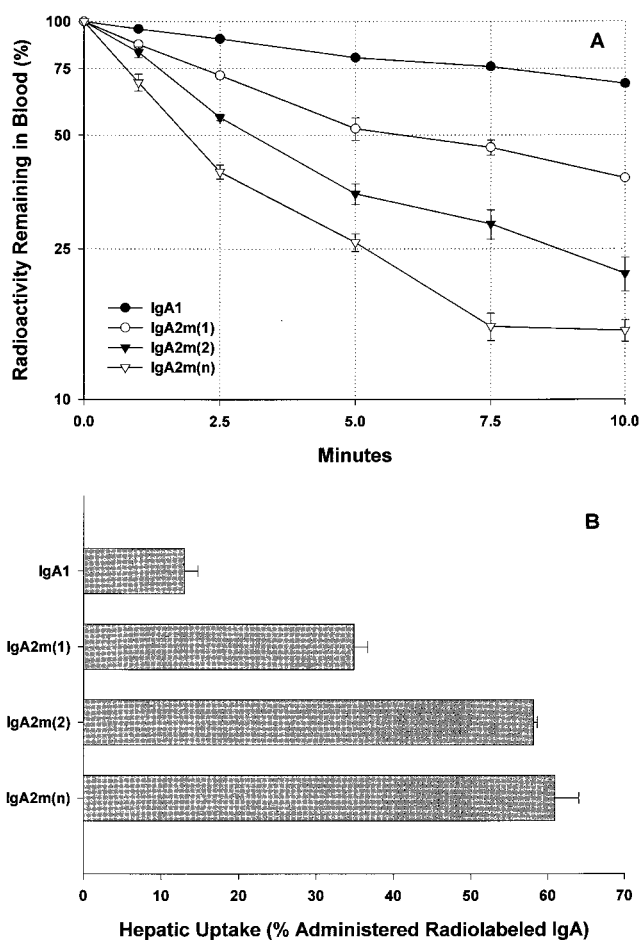 A
Radioactivity Remaining in Blood (%)
100
75
50
25
10
IgA1
IgA2m(1)
IgA2m(2)
IgA2m(n)
0.0 2.5 5.0 7.5 10.0
Minutes
B
IgA1
IgA2m(1)
IgA2m(2)
IgA2m(n)
0 10 20 30 40 50 60 70
Hepatic Uptake (% Administered Radiolabeled IgA)